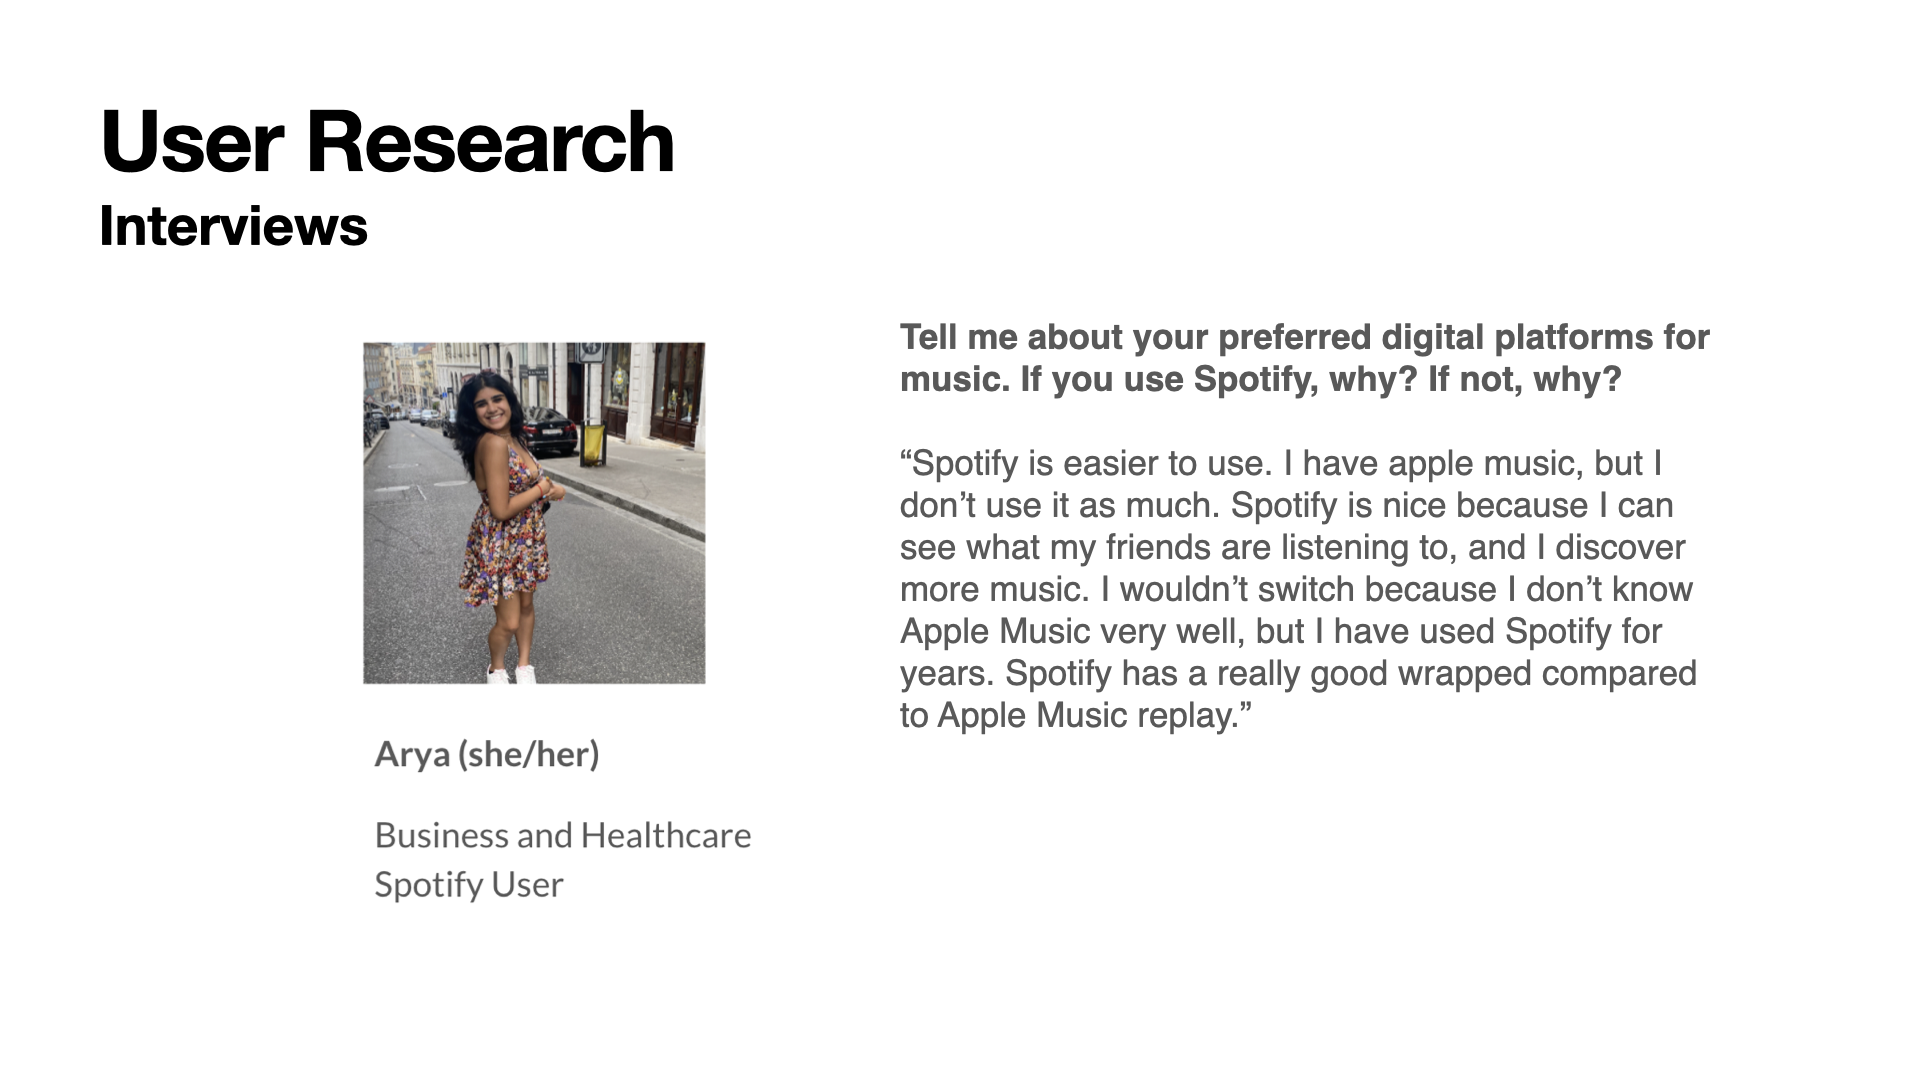 User Research
Interviews
Tell me about your preferred digital platforms for
music. If you use Spotify, why? If not, why?
“Spotify is easier to use. I have apple music, but I
don’t use it as much. Spotify is nice because I can
see what my friends are listening to, and I discover
more music. I wouldn’t switch because I don’t know
Apple Music very well, but I have used Spotify for
years. Spotify has a really good wrapped compared
to Apple Music replay.”
Arya (she/her)
Business and Healthcare
Spotify User